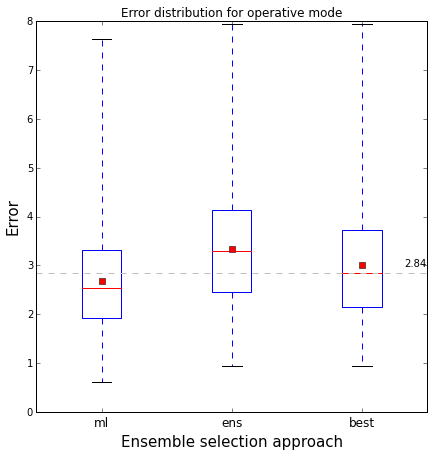 Error distribution for operative mode
8
7
6
5
4
3
2
1
0
Error
2.84
ml ens best
Ensemble selection approach